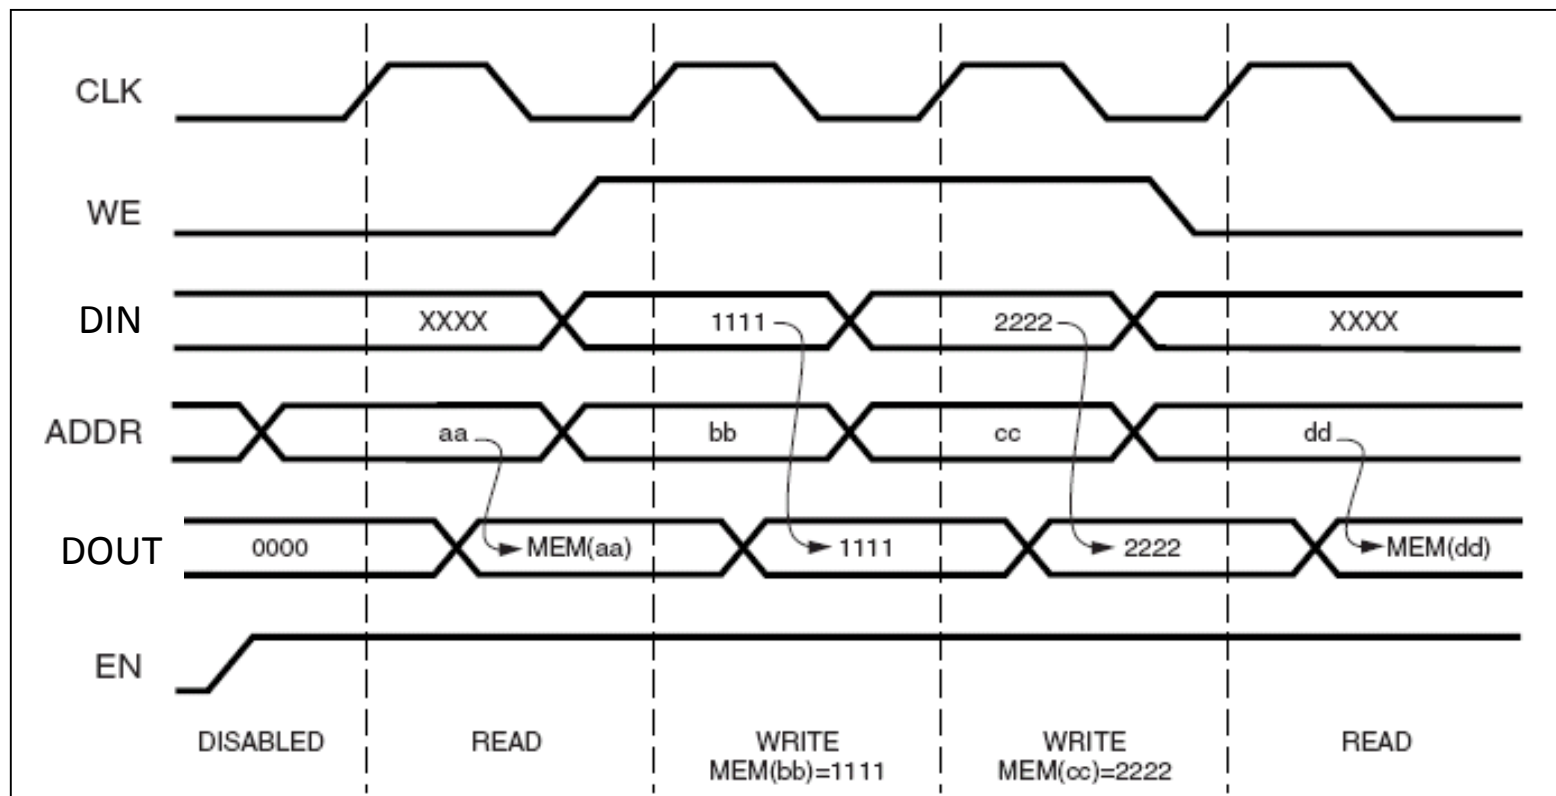 CLK
WE
DIN XXXX 1111 2222 XXXX
ADDR aa bb cc dd
DOUT 0000 MEM(aa) 1111 2222 MEM(dd)
EN
DISABLED READ WRITE WRITE READ
MEM(bb)=1111 MEM(cc)=2222